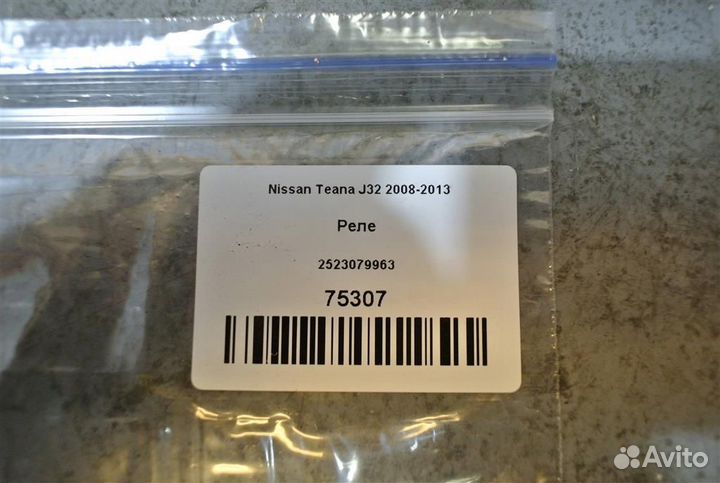 Nissan Teana J32 2008-2013
Реле
2523079963
75307
Avito